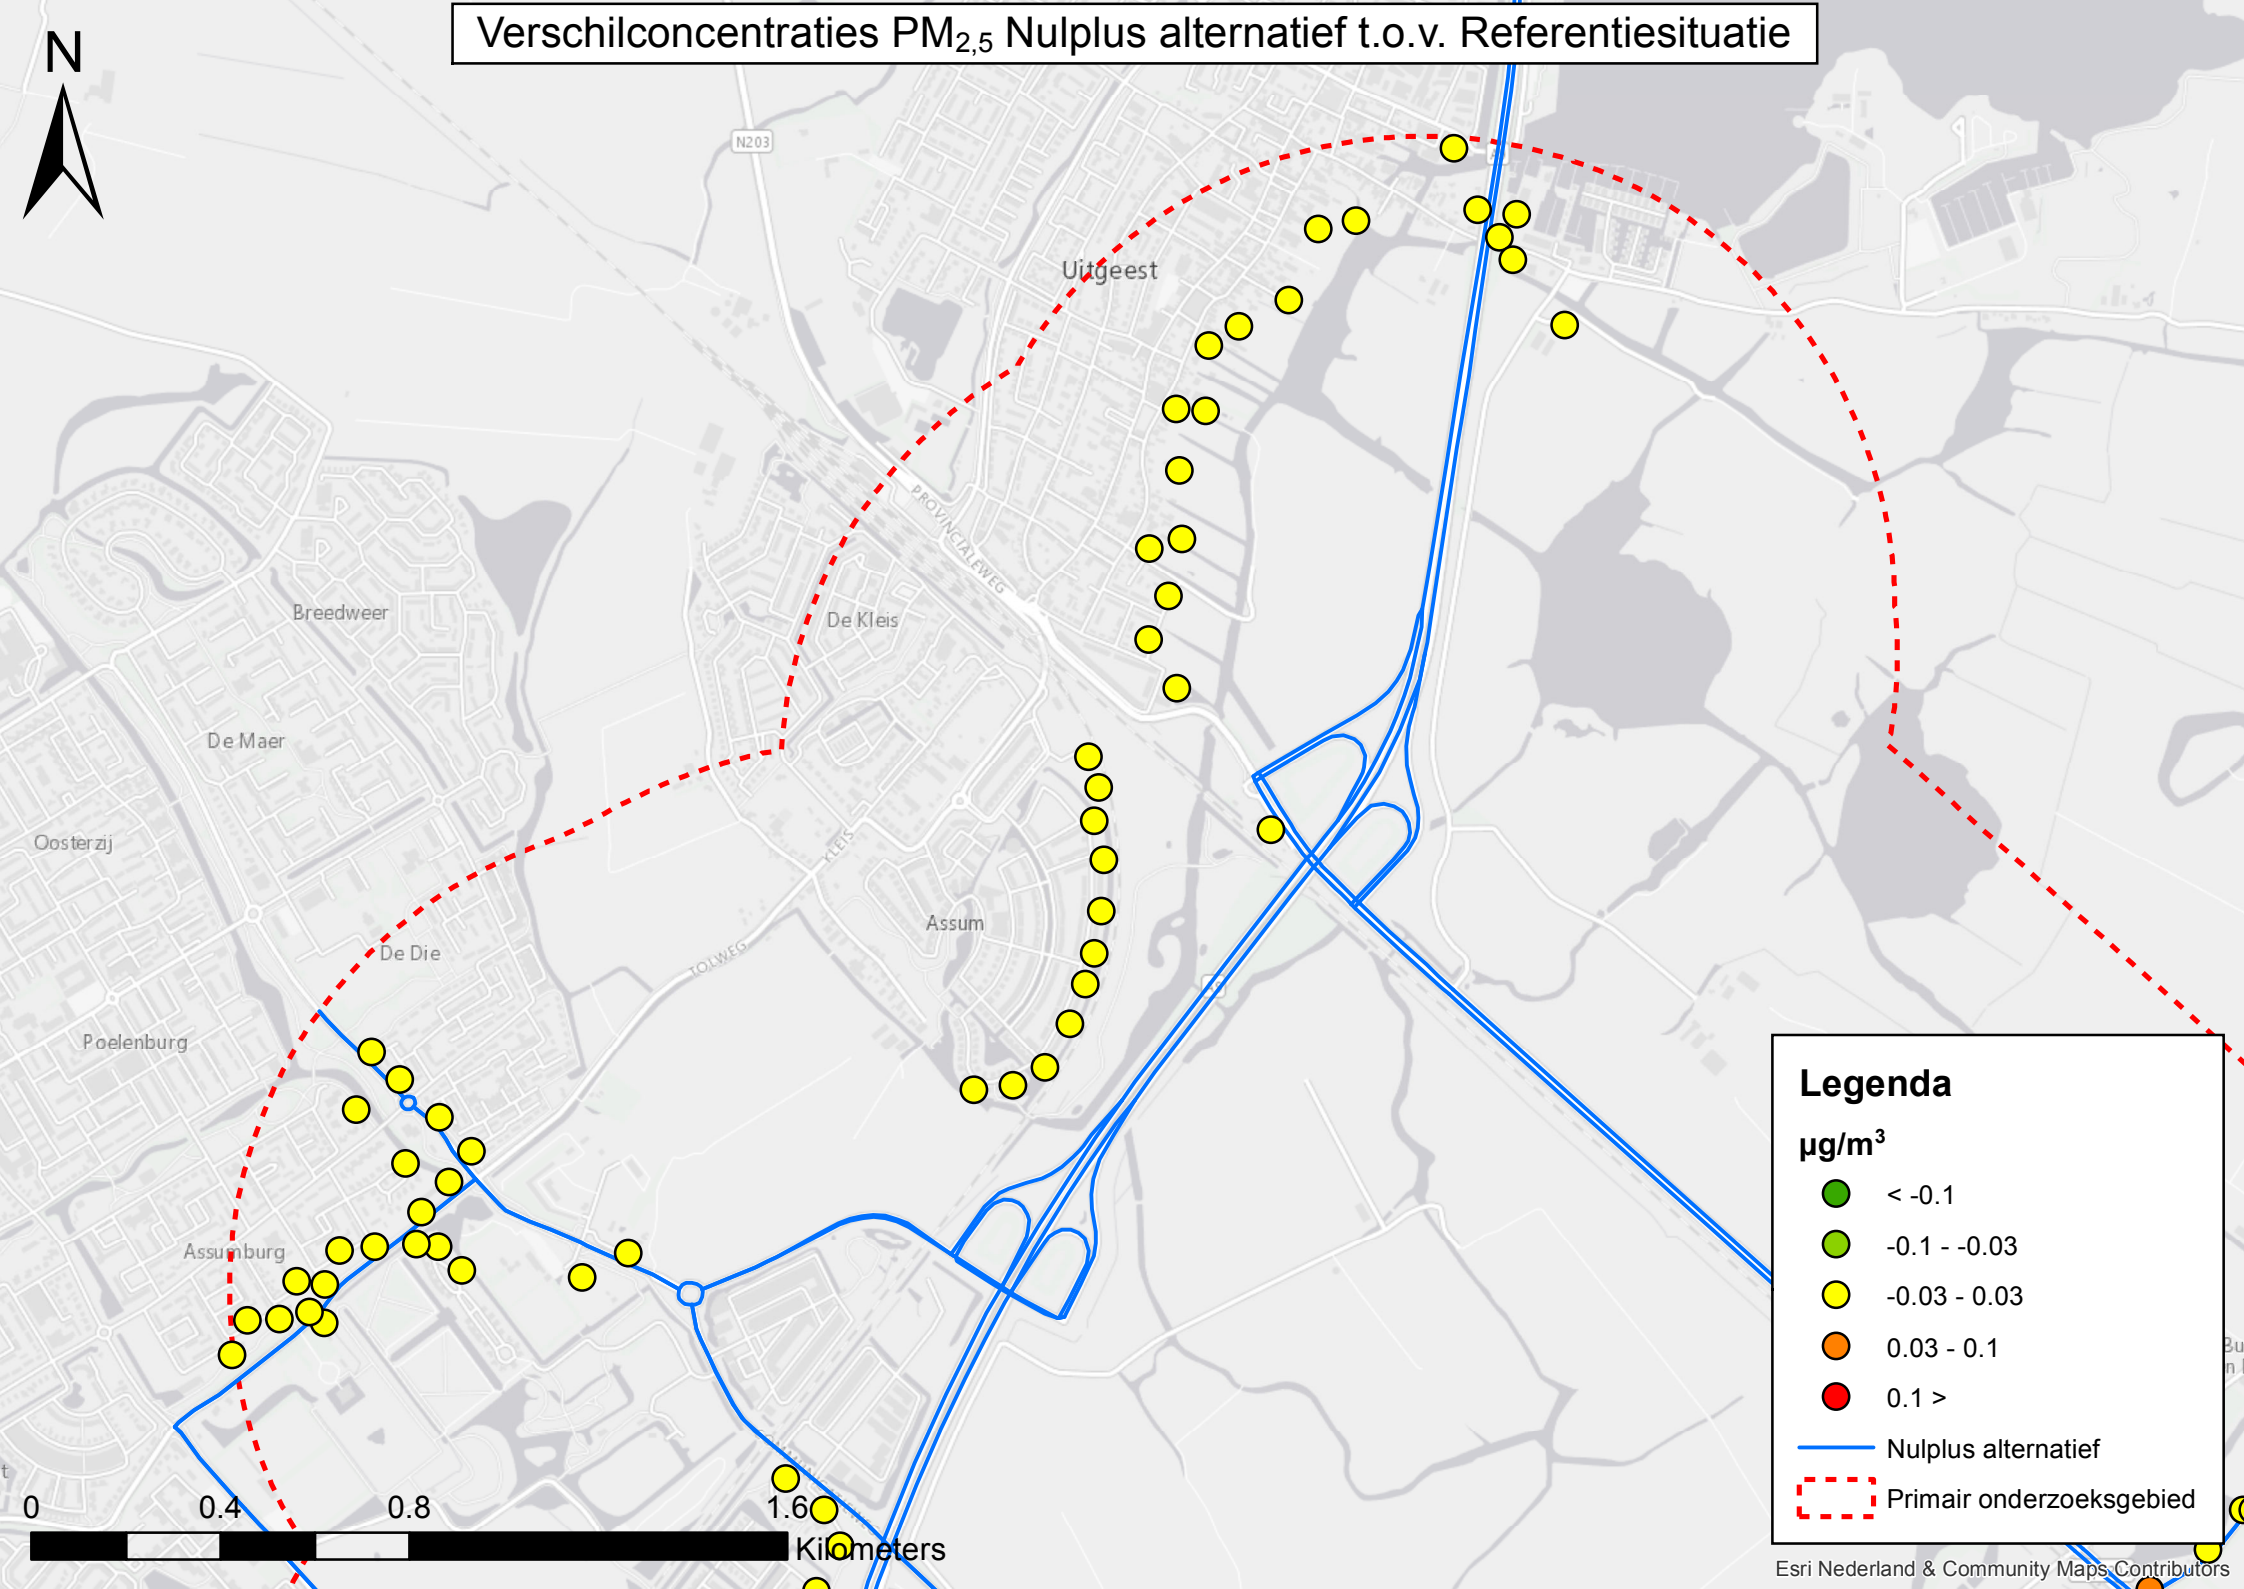 Verschilconcentraties PM2,5 Nulplus alternatief t.o.v. Referentiesituatie
N
N203
Uitgeest
PROVINCIALEWEG
Breedweer
De Kleis
De Maer
Oosterzij
KLEIS
Assum
De Die
TOLWEG
Poelenburg
Assumburg
Legenda
µg/m³
< -0.1
-0.1 - -0.03
-0.03 - 0.03
0.03 - 0.1
0.1 >
Nulplus alternatief
Primair onderzoeksgebied
0 0.4 0.8 1.6
Kilometers
Esri Nederland & Community Maps Contributors